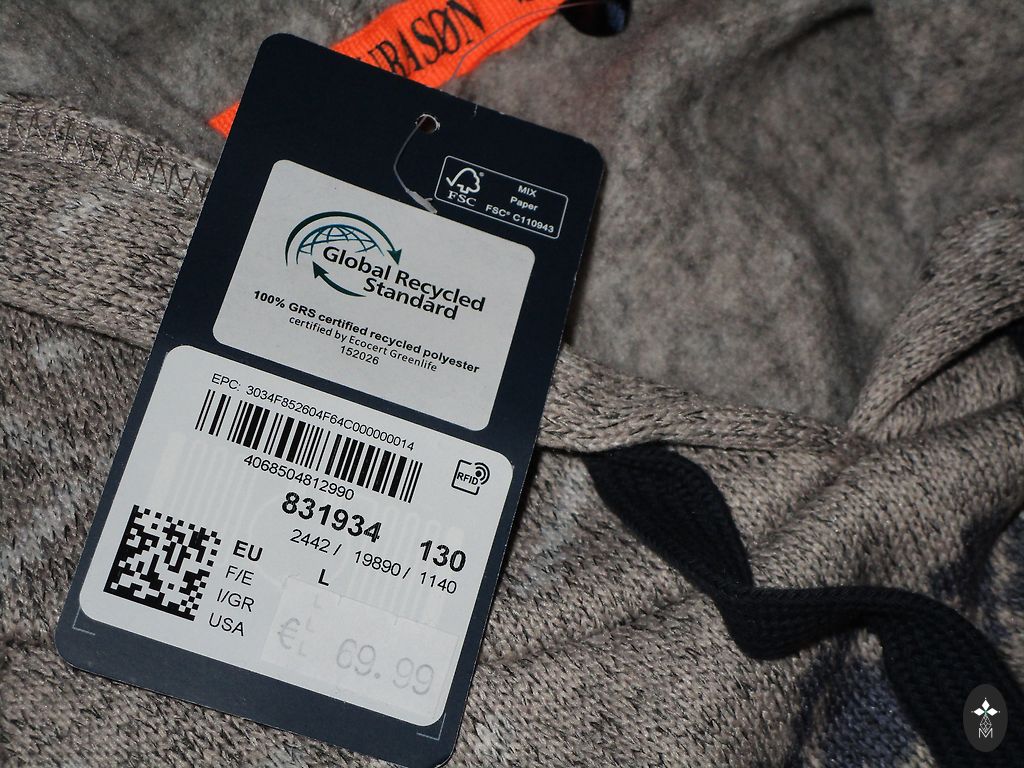 UBASØN
FSC
MIX
Paper
FSC® C110943
Global Recycled
Standard
100% GRS certified recycled polyester
certified by Ecocert Greenlife
152026
EPC: 3034F852604F64C000000014
4068504812990
RFID
831934 130
2442 / 19890 / 1140
EU L
F/E L
I/GR L
USA L
€ 69.99
M